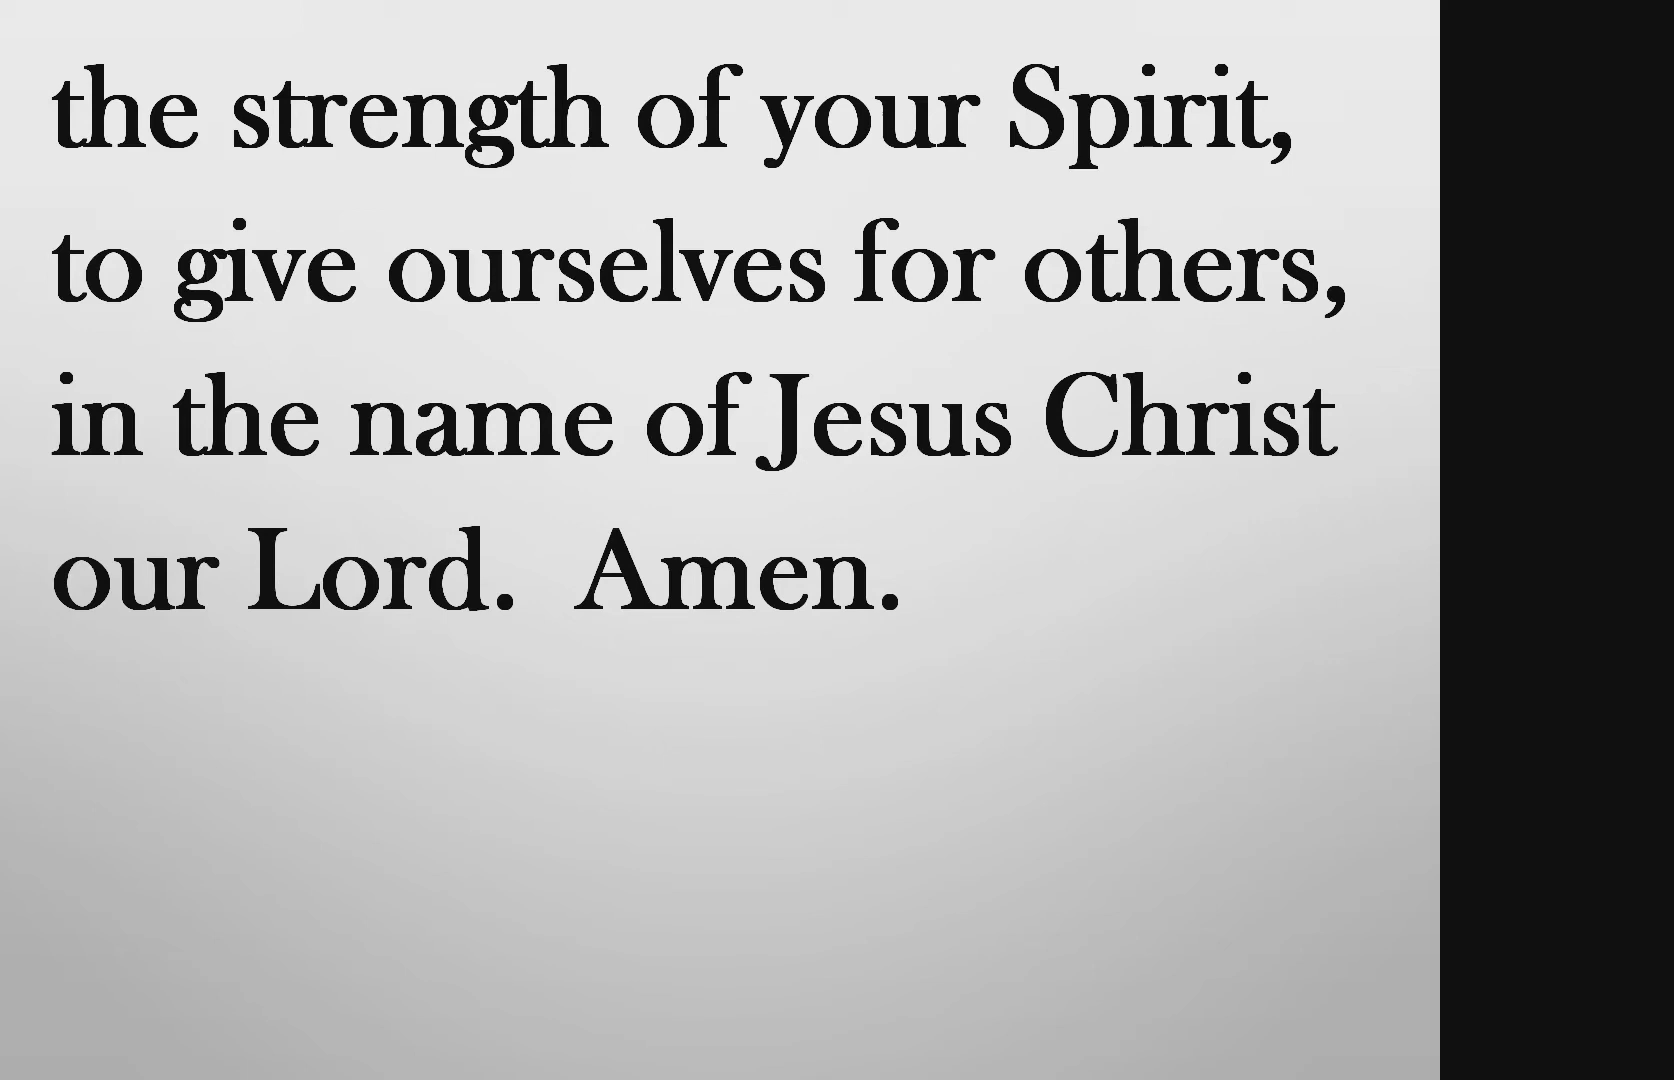 the strength of your Spirit,
to give ourselves for others,
in the name of Jesus Christ
our Lord.  Amen.